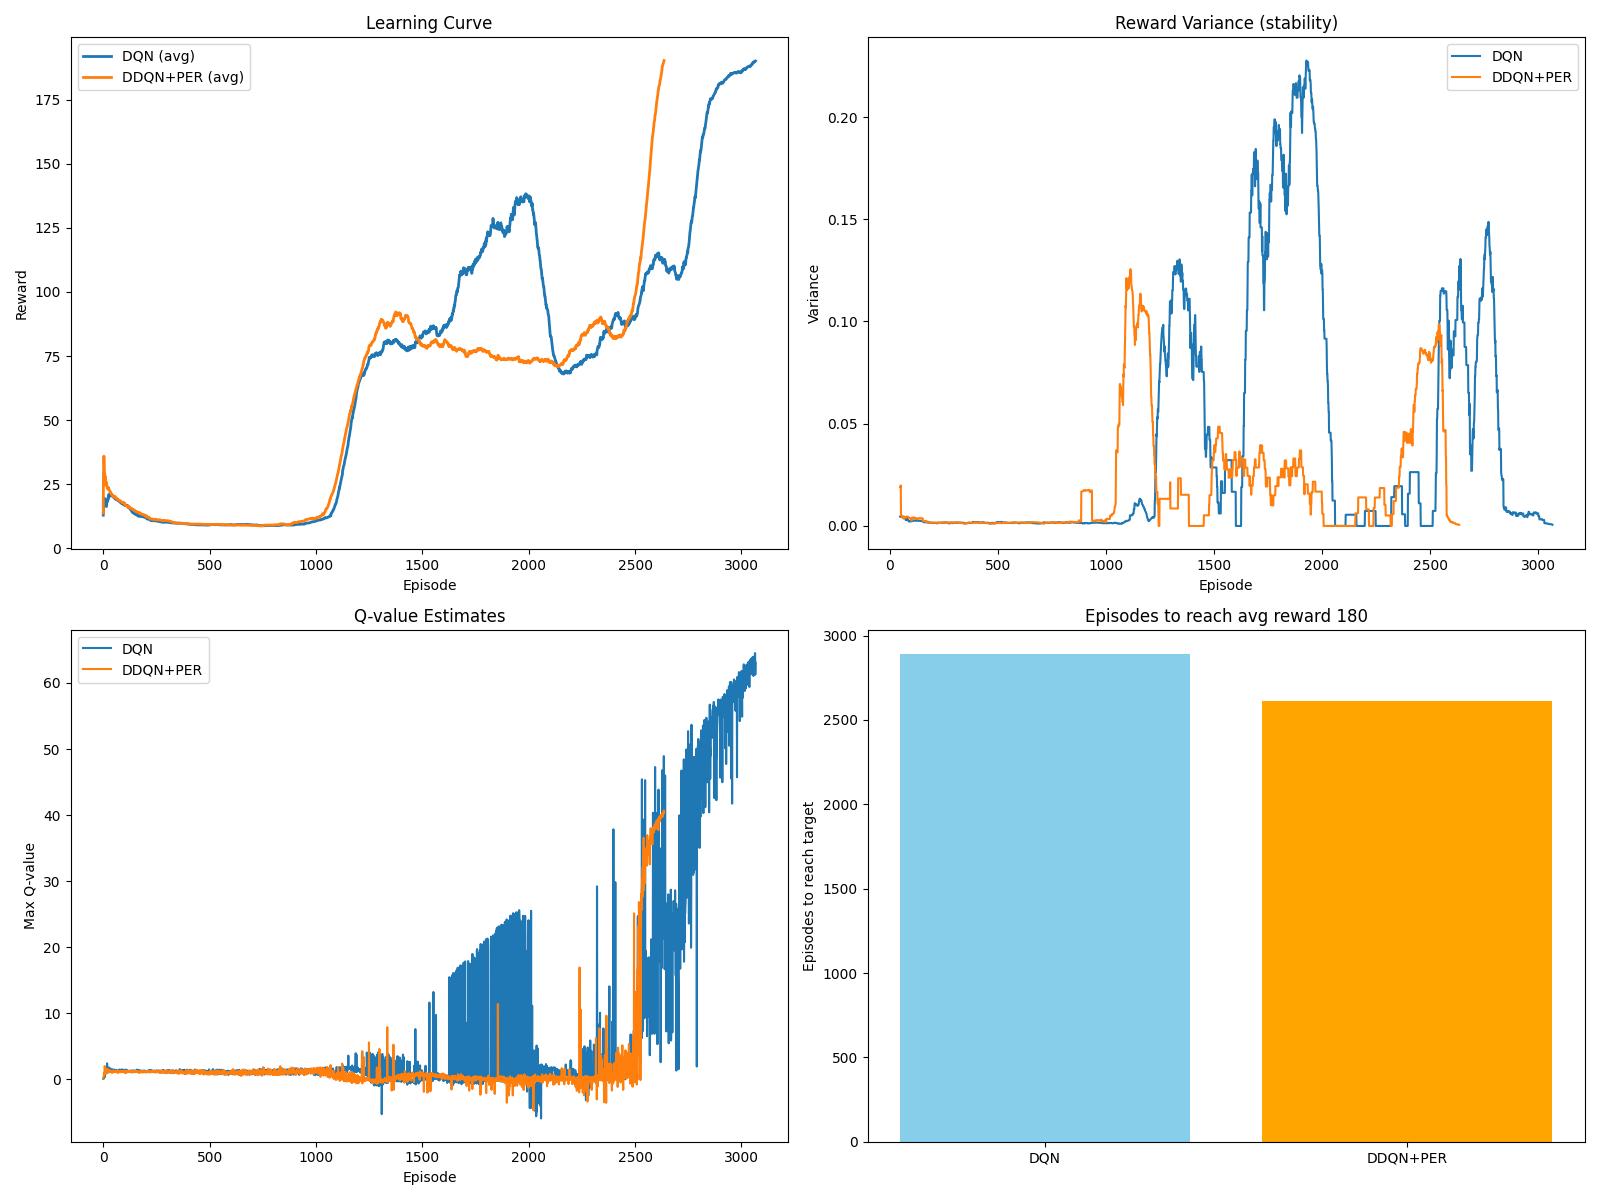 Learning Curve
DQN (avg)
DDQN+PER (avg)
175
150
125
100
75
50
25
0
Reward
0 500 1000 1500 2000 2500 3000
Episode
Reward Variance (stability)
DQN
DDQN+PER
0.20
0.15
0.10
0.05
0.00
Variance
0 500 1000 1500 2000 2500 3000
Episode
Q-value Estimates
DQN
DDQN+PER
60
50
40
30
20
10
0
Max Q-value
0 500 1000 1500 2000 2500 3000
Episode
Episodes to reach avg reward 180
3000
2500
2000
1500
1000
500
0
Episodes to reach target
DQN DDQN+PER